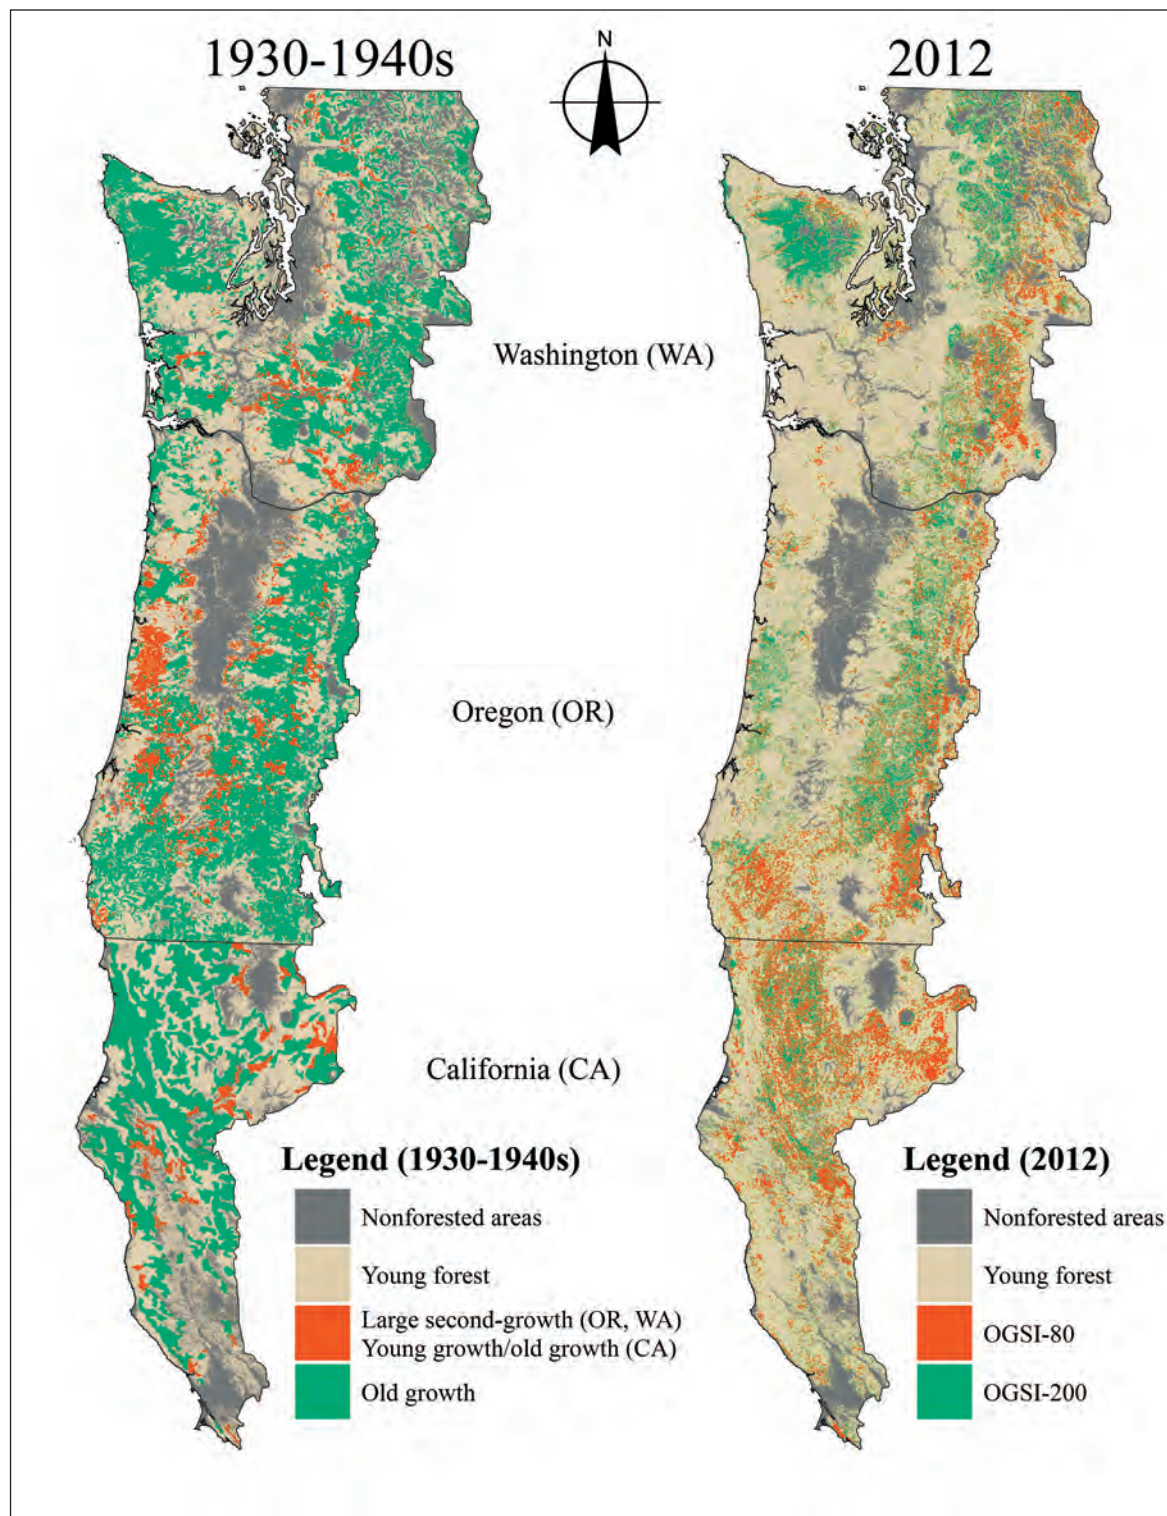 1930-1940s
N
2012
Washington (WA)
Oregon (OR)
California (CA)
Legend (1930-1940s)
Nonforested areas
Young forest
Large second-growth (OR, WA)
Young growth/old growth (CA)
Old growth
Legend (2012)
Nonforested areas
Young forest
OGSI-80
OGSI-200